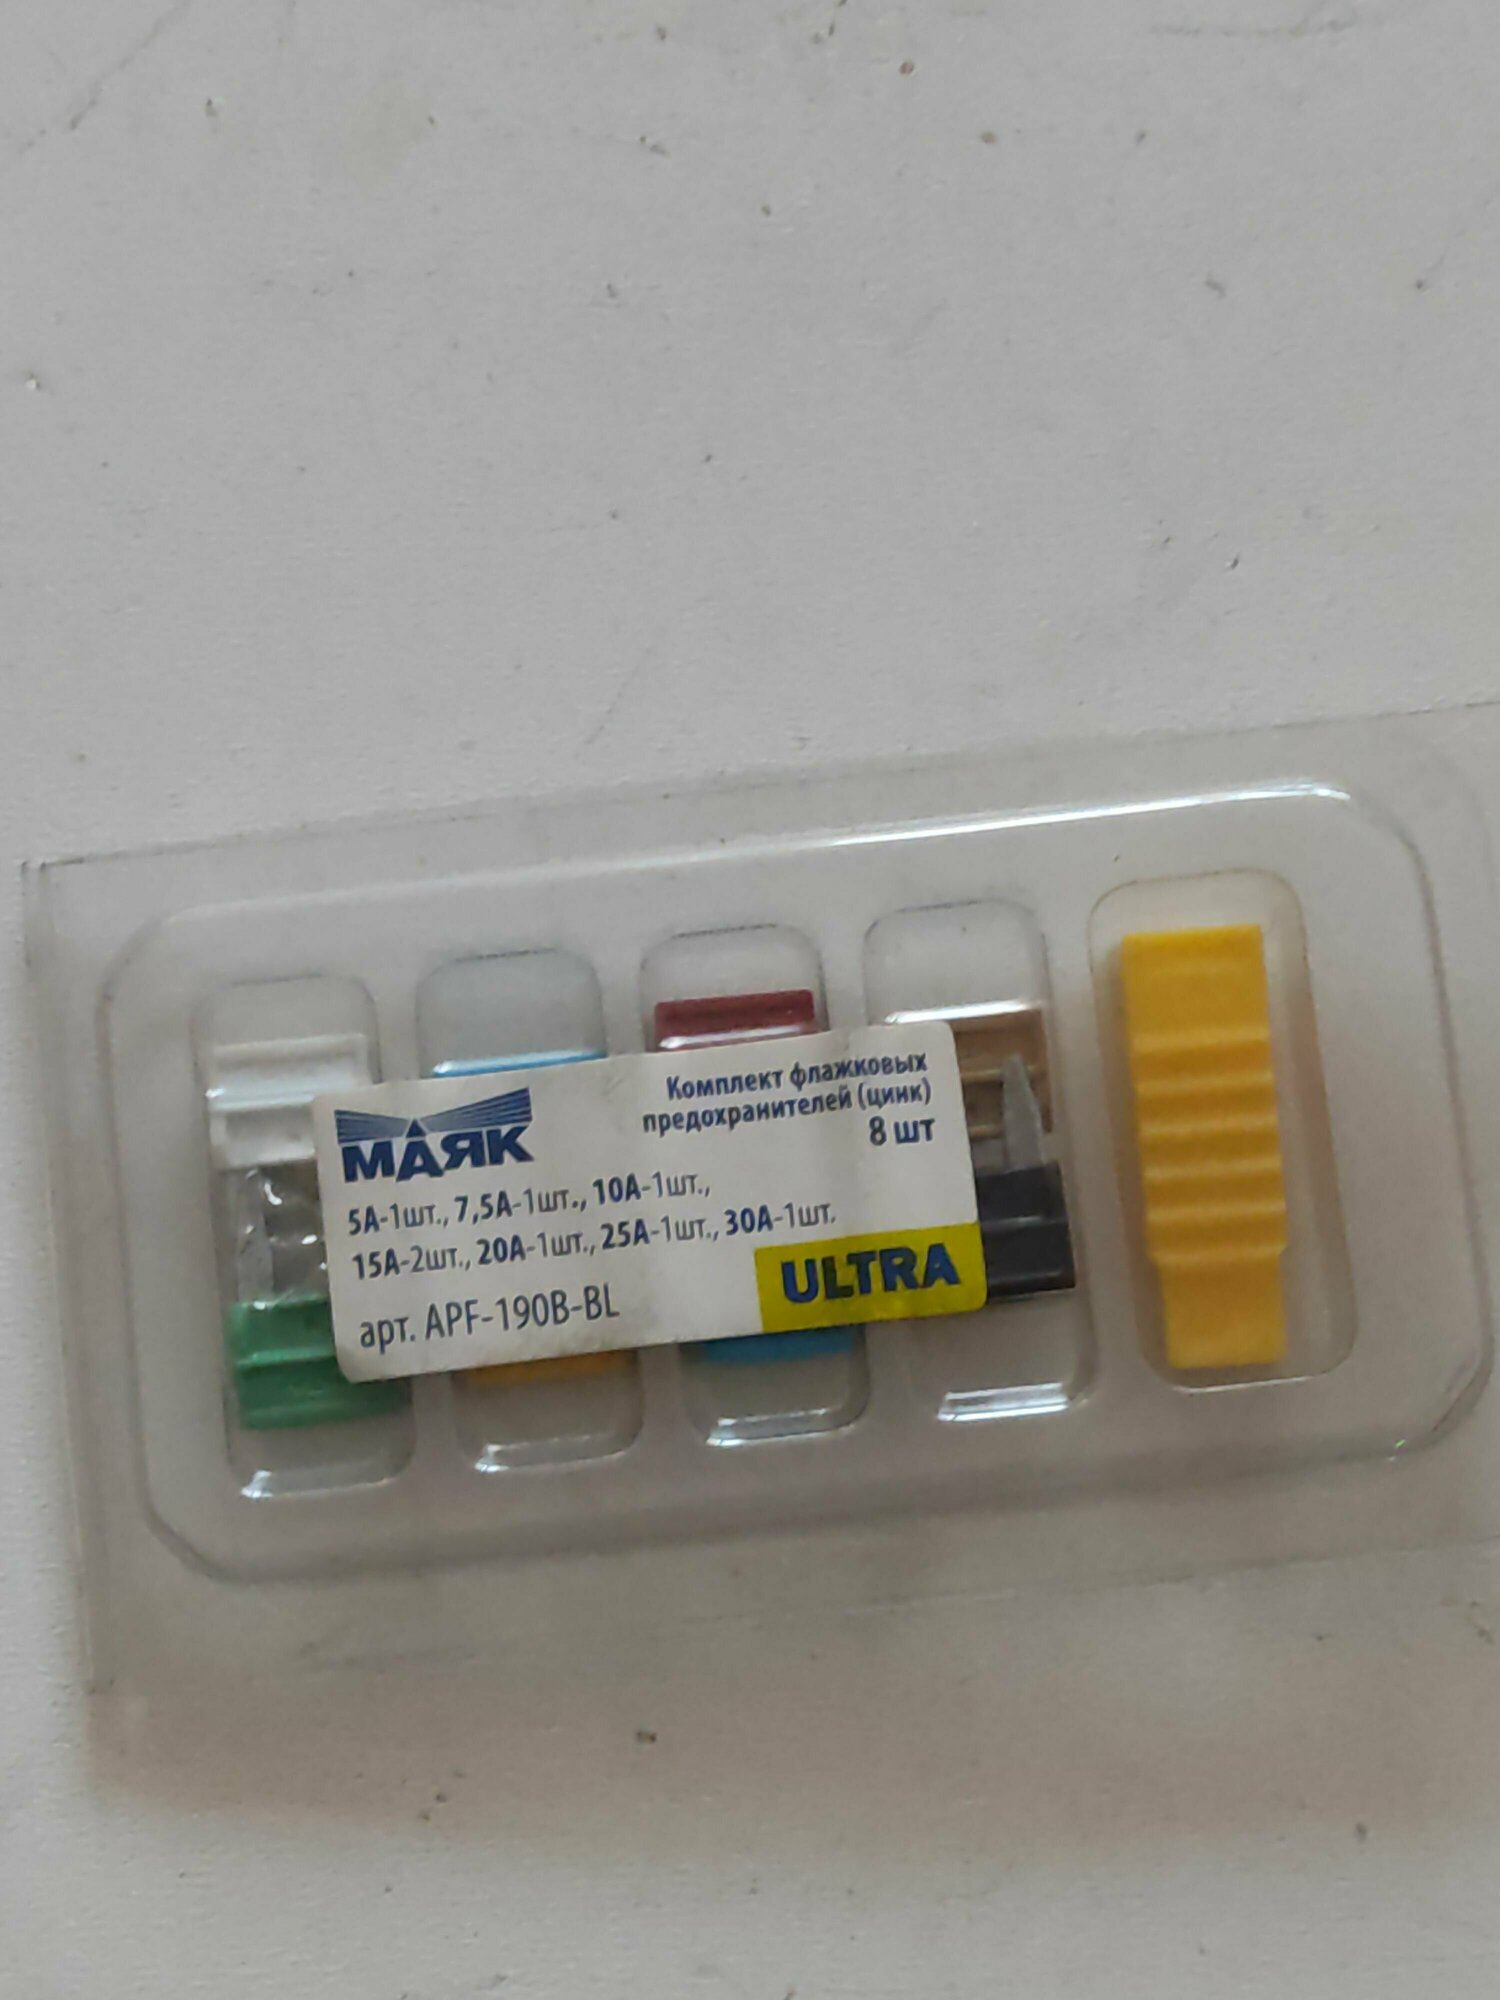 МАЯК
Комплект флажковых
предохранителей (цинк)
8 шт
5А-1шт., 7,5А-1шт., 10А-1шт.,
15А-2шт., 20А-1шт., 25А-1шт., 30А-1шт.
арт. APF-190B-BL
ULTRA